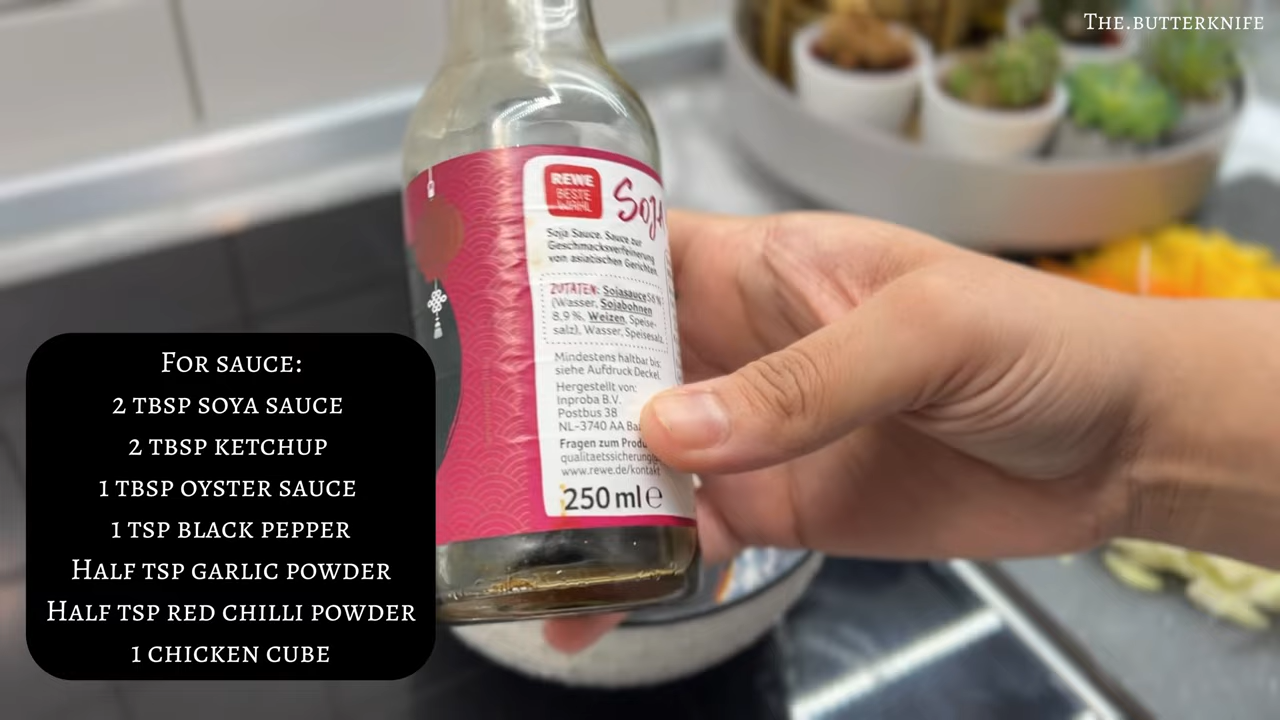 The.butterknife
REWE
BESTE
WAHL
Soja
Soja Sauce. Sauce zur
Geschmacksverfeinerung
von asiatischen Gerichten.
ZUTATEN: Sojasauce 58 %
(Wasser, Sojabohnen
8,9 %, Weizen, Speise-
salz), Wasser, Speisesalz.
Mindestens haltbar bis:
siehe Aufdruck Deckel.
Hergestellt von:
Inproba B.V.
Postbus 38
NL-3740 AA
Fragen zum
qualitaetssicherung@
www.rewe.de/kontakt
250 ml e
For sauce:
2 tbsp soya sauce
2 tbsp ketchup
1 tbsp oyster sauce
1 tsp black pepper
Half tsp garlic powder
Half tsp red chilli powder
1 chicken cube